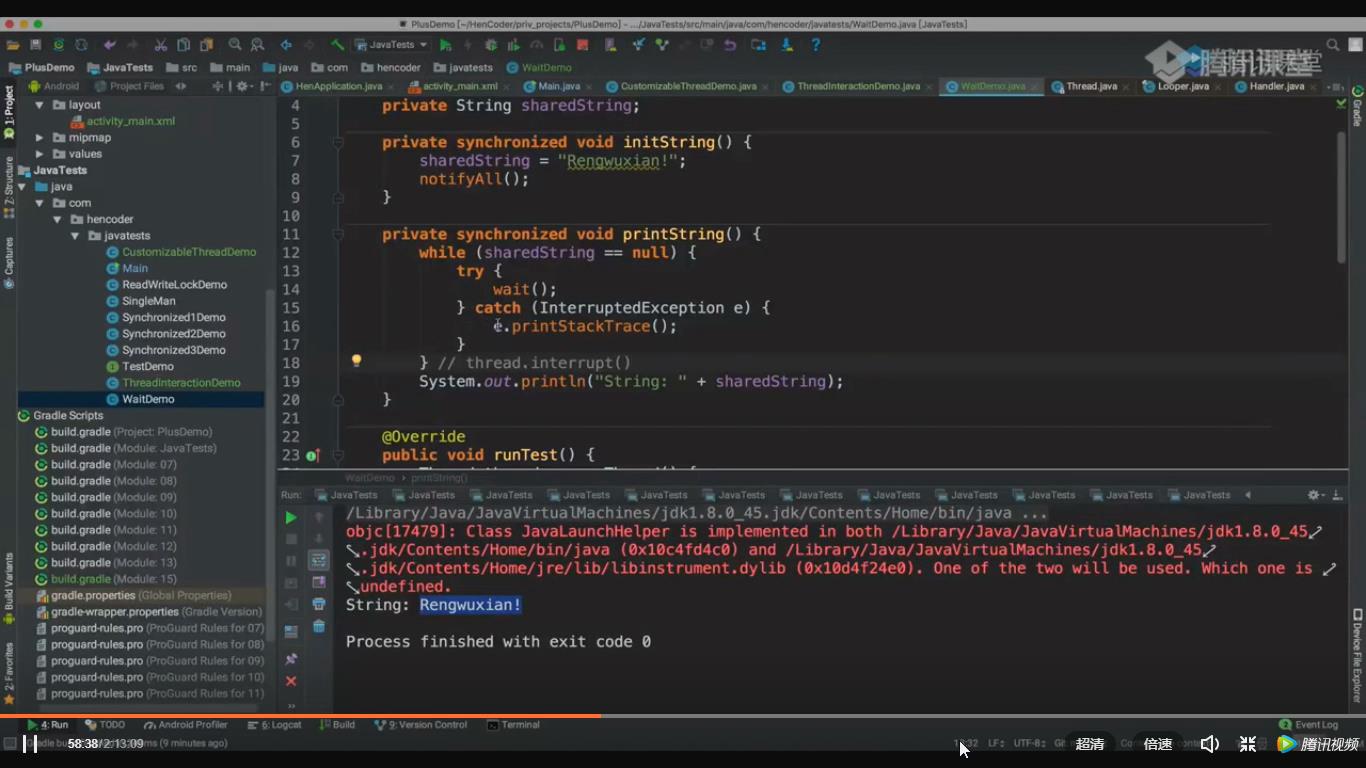 PlusDemo [~/HenCoder/priv_projects/PlusDemo] - .../JavaTests/src/main/java/com/hencoder/javatests/WaitDemo.java [JavaTests]
JavaTests
腾讯课堂
PlusDemo JavaTests src main java com hencoder javatests WaitDemo
Android Project Files
HenApplication.java activity_main.xml Main.java CustomizableThreadDemo.java ThreadInteractionDemo.java WaitDemo.java Thread.java Looper.java Handler.java
1: Project
Z: Structure
Captures
Build Variants
2: Favorites
layout
activity_main.xml
mipmap
values
JavaTests
java
com
hencoder
javatests
CustomizableThreadDemo
Main
ReadWriteLockDemo
SingleMan
Synchronized1Demo
Synchronized2Demo
Synchronized3Demo
TestDemo
ThreadInteractionDemo
WaitDemo
Gradle Scripts
build.gradle (Project: PlusDemo)
build.gradle (Module: JavaTests)
build.gradle (Module: 07)
build.gradle (Module: 08)
build.gradle (Module: 09)
build.gradle (Module: 10)
build.gradle (Module: 11)
build.gradle (Module: 12)
build.gradle (Module: 13)
build.gradle (Module: 15)
gradle.properties (Global Properties)
gradle-wrapper.properties (Gradle Version)
proguard-rules.pro (ProGuard Rules for 07)
proguard-rules.pro (ProGuard Rules for 08)
proguard-rules.pro (ProGuard Rules for 09)
proguard-rules.pro (ProGuard Rules for 10)
proguard-rules.pro (ProGuard Rules for 11)
4 private String sharedString;
5
6 private synchronized void initString() {
7 sharedString = "Rengwuxian!";
8 notifyAll();
9 }
10
11 private synchronized void printString() {
12 while (sharedString == null) {
13 try {
14 wait();
15 } catch (InterruptedException e) {
16 e.printStackTrace();
17 }
18 } // thread.interrupt()
19 System.out.println("String: " + sharedString);
20 }
21
22 @Override
23 public void runTest() {
WaitDemo printString()
Gradle
Device File Explorer
Run: JavaTests JavaTests JavaTests JavaTests JavaTests JavaTests JavaTests JavaTests JavaTests JavaTests JavaTests JavaTests
/Library/Java/JavaVirtualMachines/jdk1.8.0_45.jdk/Contents/Home/bin/java ...
objc[17479]: Class JavaLaunchHelper is implemented in both /Library/Java/JavaVirtualMachines/jdk1.8.0_45
.jdk/Contents/Home/bin/java (0x10c4fd4c0) and /Library/Java/JavaVirtualMachines/jdk1.8.0_45
.jdk/Contents/Home/jre/lib/libinstrument.dylib (0x10d4f24e0). One of the two will be used. Which one is
undefined.
String: Rengwuxian!
Process finished with exit code 0
4: Run TODO Android Profiler 6: Logcat Build 9: Version Control Terminal 2 Event Log
58:38/2:13:09 (9 minutes ago) LF UTF-8 超清 倍速 腾讯视频